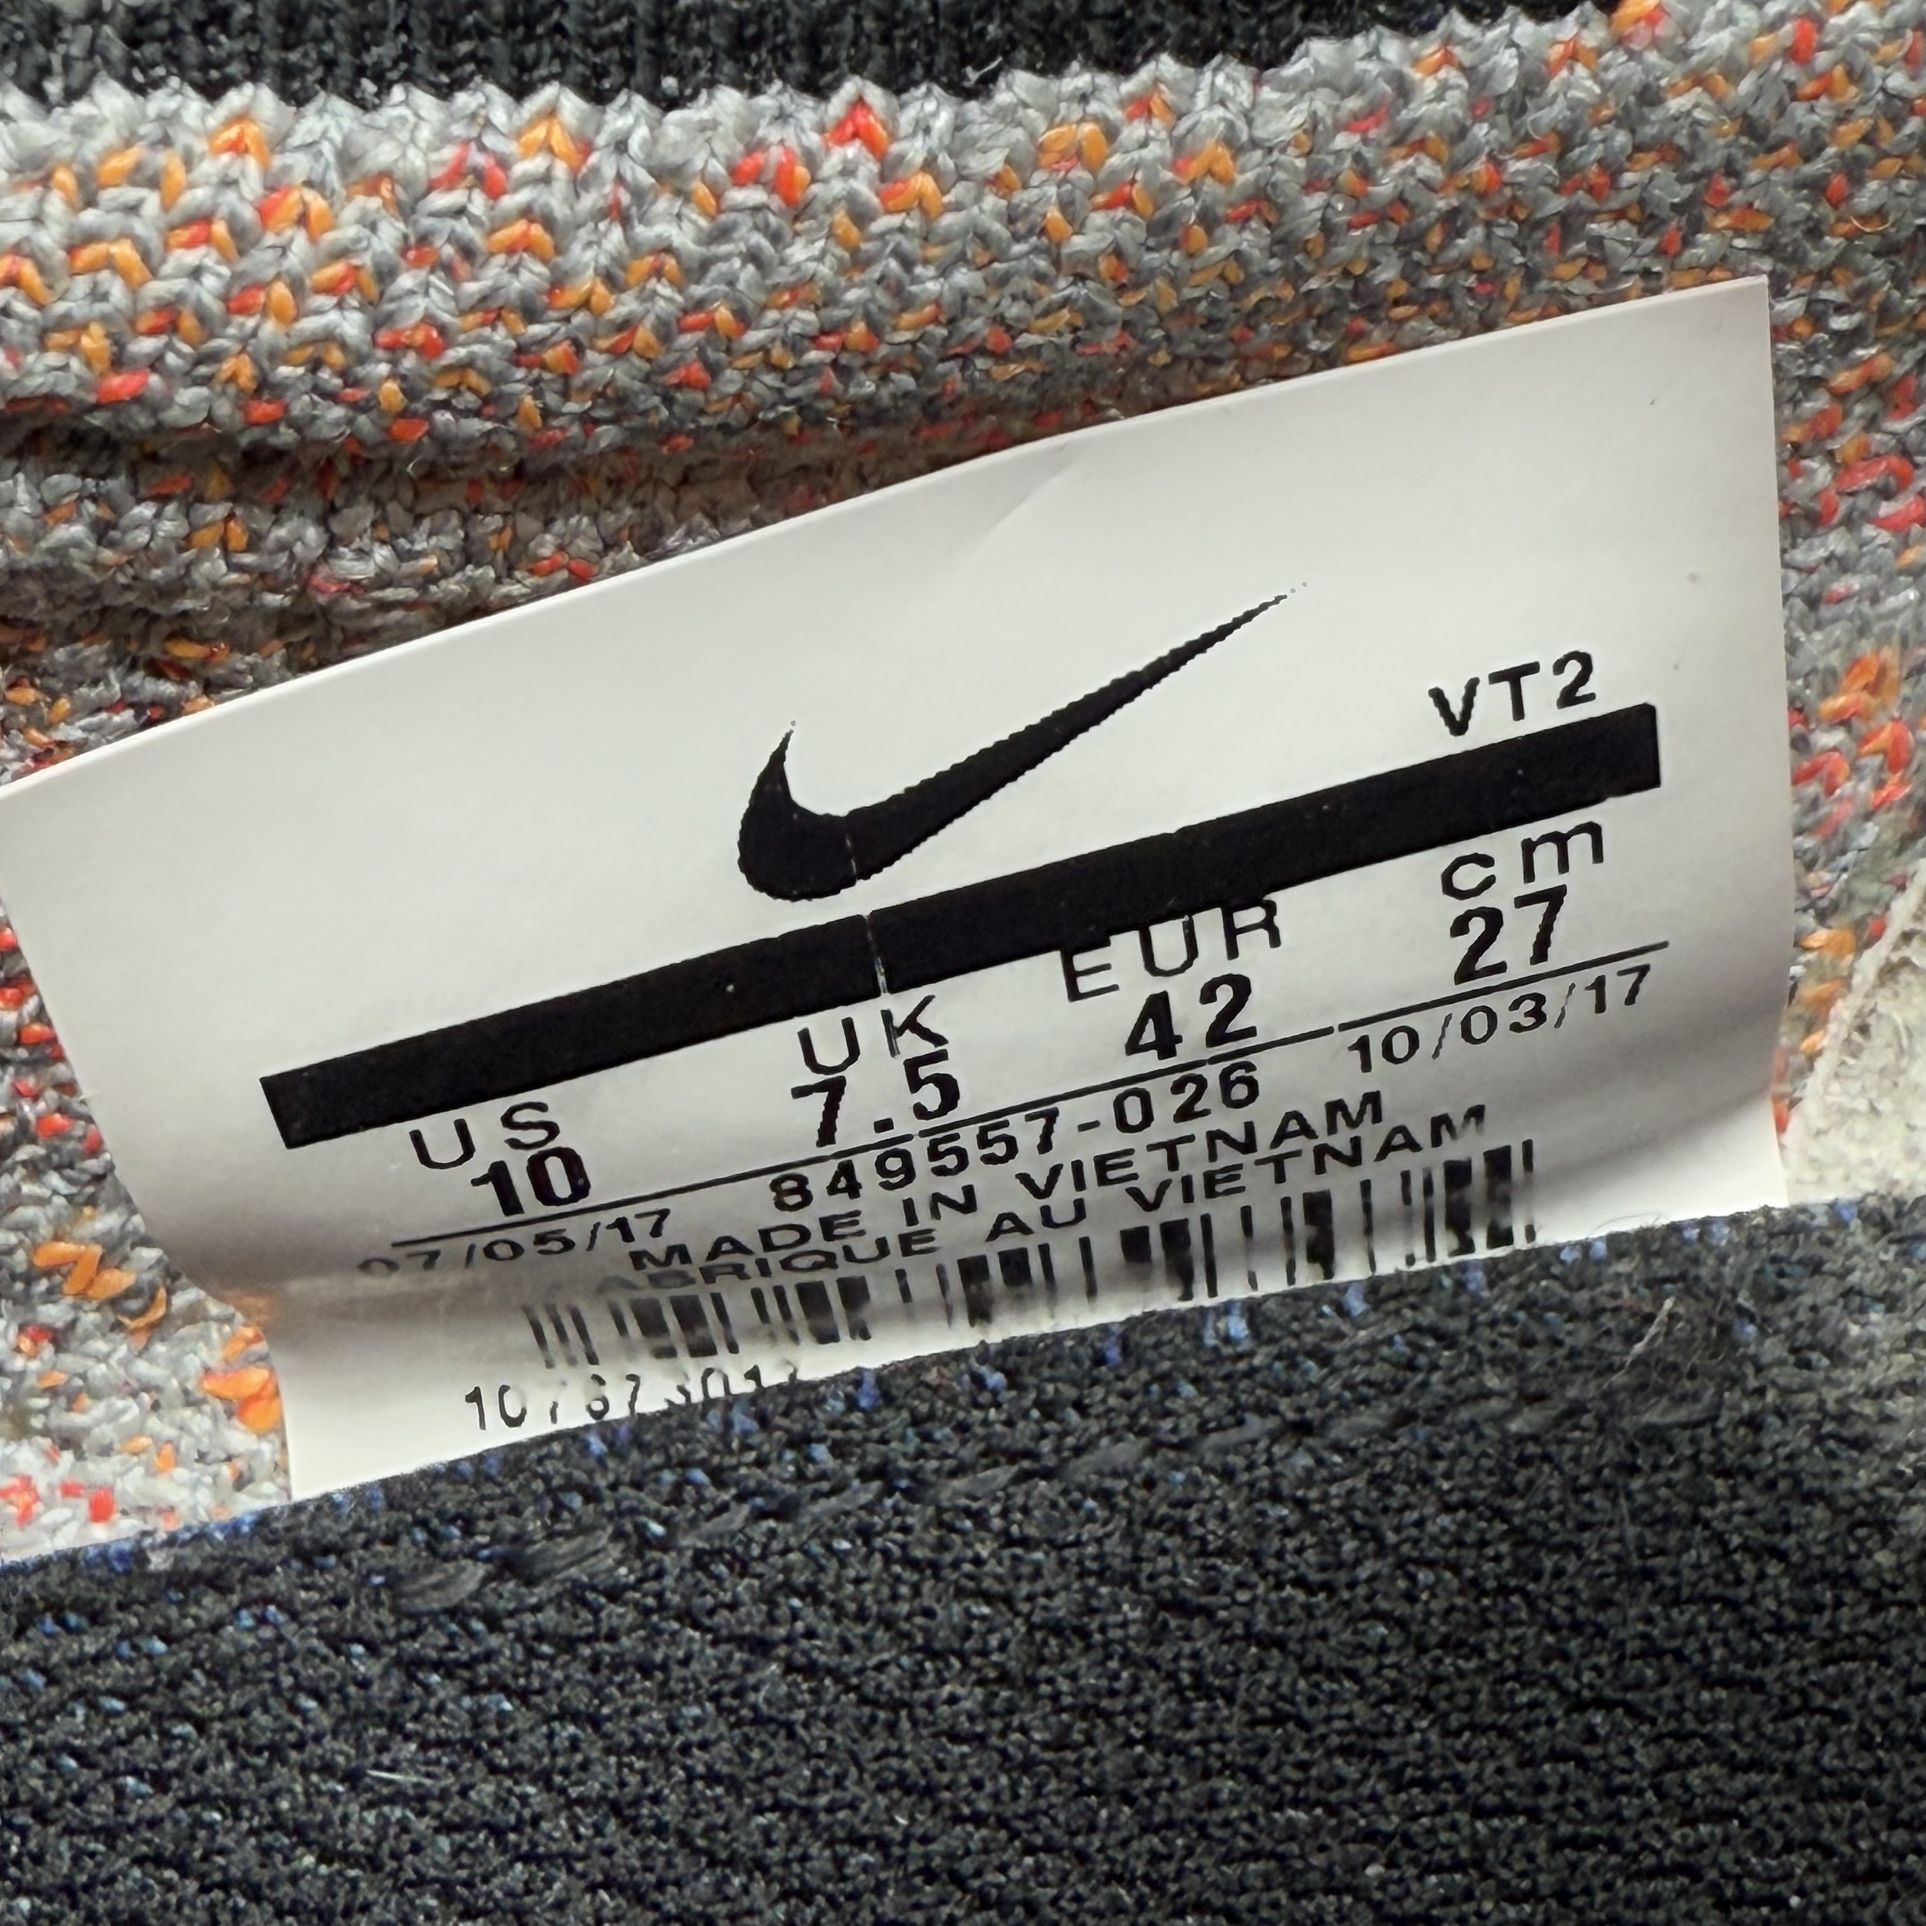 VT2
US UK EUR cm
10 7.5 42 27
07/05/17 849557-026 10/03/17
MADE IN VIETNAM
FABRIQUE AU VIETNAM